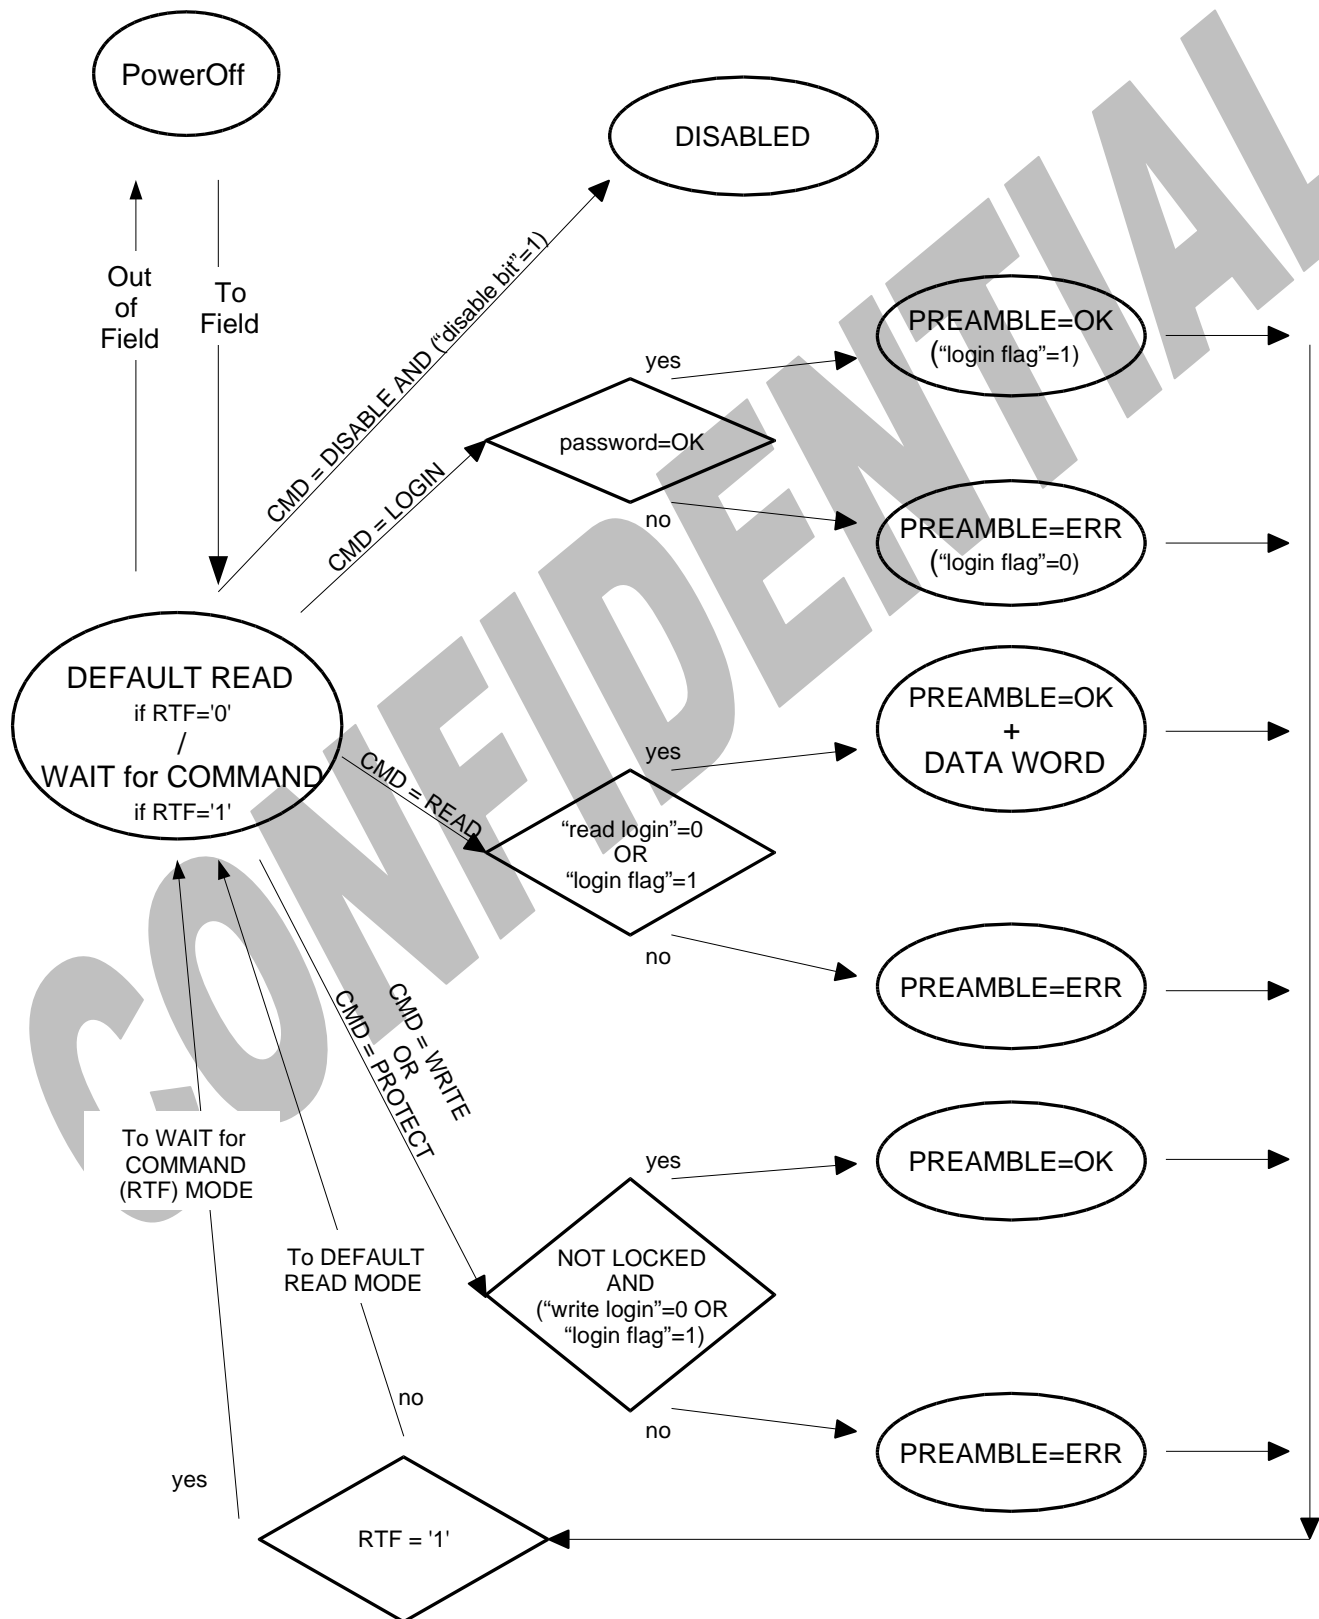 PowerOff
DISABLED
Out
of
Field
To
Field
CMD = DISABLE AND (“disable bit”=1)
CMD = LOGIN
yes
password=OK
no
PREAMBLE=OK
(“login flag”=1)
PREAMBLE=ERR
(“login flag”=0)
DEFAULT READ
if RTF='0'
/
WAIT for COMMAND
if RTF='1'
CMD = READ
yes
“read login”=0
OR
“login flag”=1
no
PREAMBLE=OK
+
DATA WORD
PREAMBLE=ERR
CMD = WRITE
OR
CMD = PROTECT
To WAIT for
COMMAND
(RTF) MODE
To DEFAULT
READ MODE
yes
NOT LOCKED
AND
(“write login”=0 OR
“login flag”=1)
no
PREAMBLE=OK
PREAMBLE=ERR
no
yes
RTF = '1'
CONFIDENTIAL